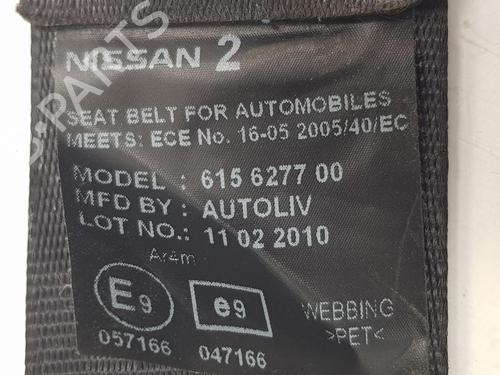 NISSAN 2
SEAT BELT FOR AUTOMOBILES
MEETS: ECE No. 16-05 2005/40/EC
MODEL : 615 6277 00
MFD BY : AUTOLIV
LOT NO.: 11 02 2010
Ar4m
E9 e9 WEBBING
>PET<
057166 047166